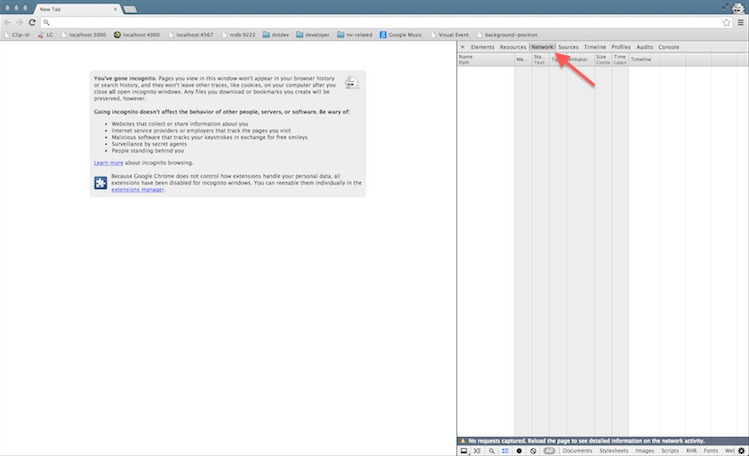 New Tab
Clip-It! LC localhost:3000 localhost:4000 localhost:4567 rcdb:9222 dotdev developer nv-related Google Music Visual Event background-position
Elements Resources Network Sources Timeline Profiles Audits Console
Name Me... Sta... Initiator Size Time Timeline
Path Text
You've gone incognito. Pages you view in this window won't appear in your browser history
or search history, and they won't leave other traces, like cookies, on your computer after you
close all open incognito windows. Any files you download or bookmarks you create will be
preserved, however.
Going incognito doesn't affect the behavior of other people, servers, or software. Be wary of:
• Websites that collect or share information about you
• Internet service providers or employers that track the pages you visit
• Malicious software that tracks your keystrokes in exchange for free smileys
• Surveillance by secret agents
• People standing behind you
Learn more about incognito browsing.
Because Google Chrome does not control how extensions handle your personal data, all
extensions have been disabled for incognito windows. You can reenable them individually in the
extensions manager.
No requests captured. Reload the page to see detailed information on the network activity.
All Documents Stylesheets Images Scripts XHR Fonts